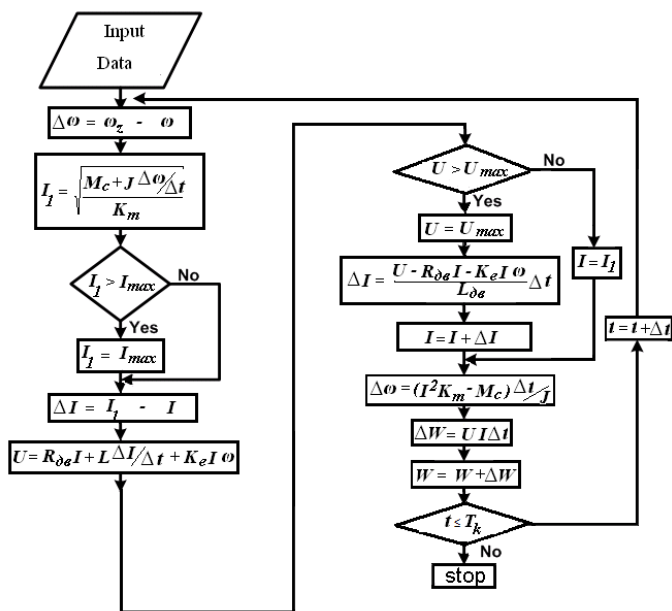 Input
Data
Δω = ω_z - ω
I_1 = √((M_c + J Δω/Δt) / K_m)
I_1 > I_max
No
Yes
I_1 = I_max
ΔI = I_1 - I
U = R_дв I + L ΔI/Δt + K_e I ω
U > U_max
No
Yes
U = U_max
I = I_1
ΔI = (U - R_дв I - K_e I ω) / L_дв Δt
I = I + ΔI
t = t + Δt
Δω = (I^2 K_m - M_c) Δt/J
ΔW = U I Δt
W = W + ΔW
t ≤ T_k
No
stop